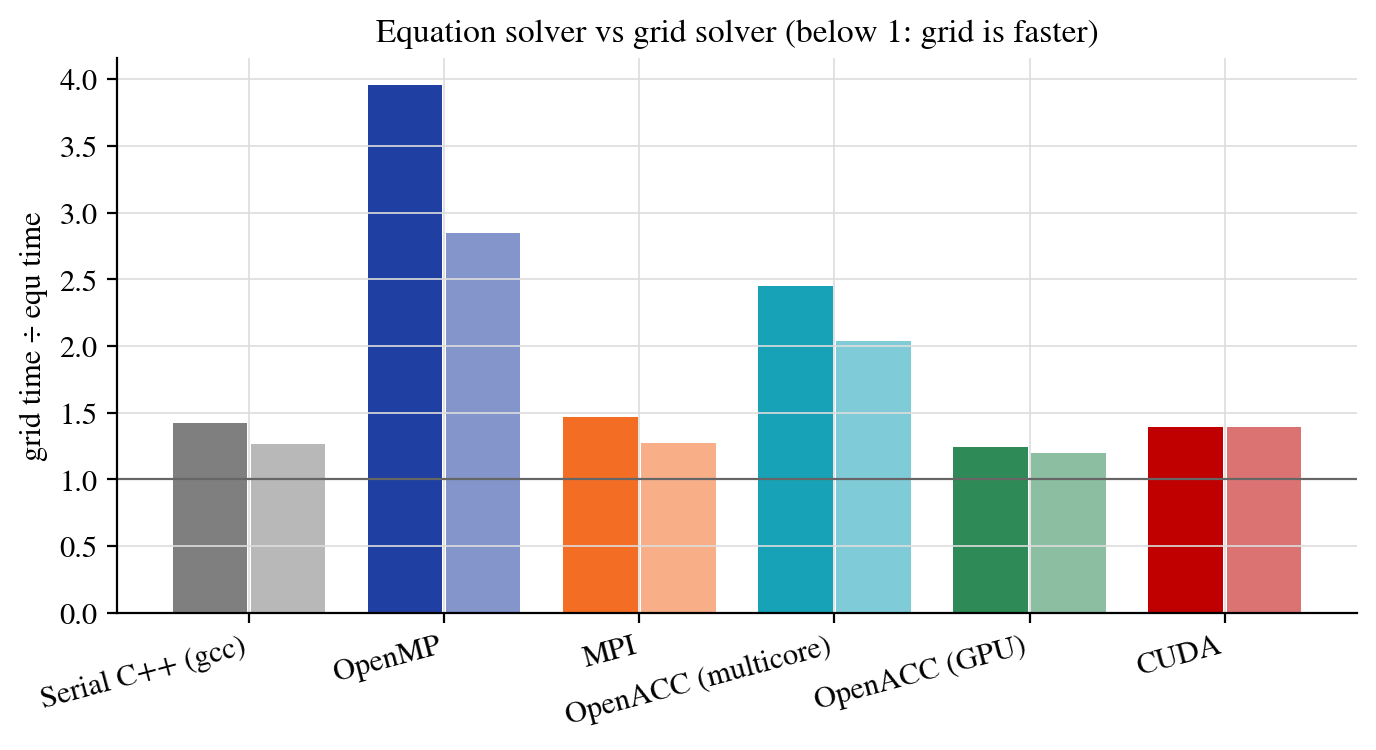 Equation solver vs grid solver (below 1: grid is faster)
grid time ÷ equ time
4.0
3.5
3.0
2.5
2.0
1.5
1.0
0.5
0.0
Serial C++ (gcc)
OpenMP
MPI
OpenACC (multicore)
OpenACC (GPU)
CUDA